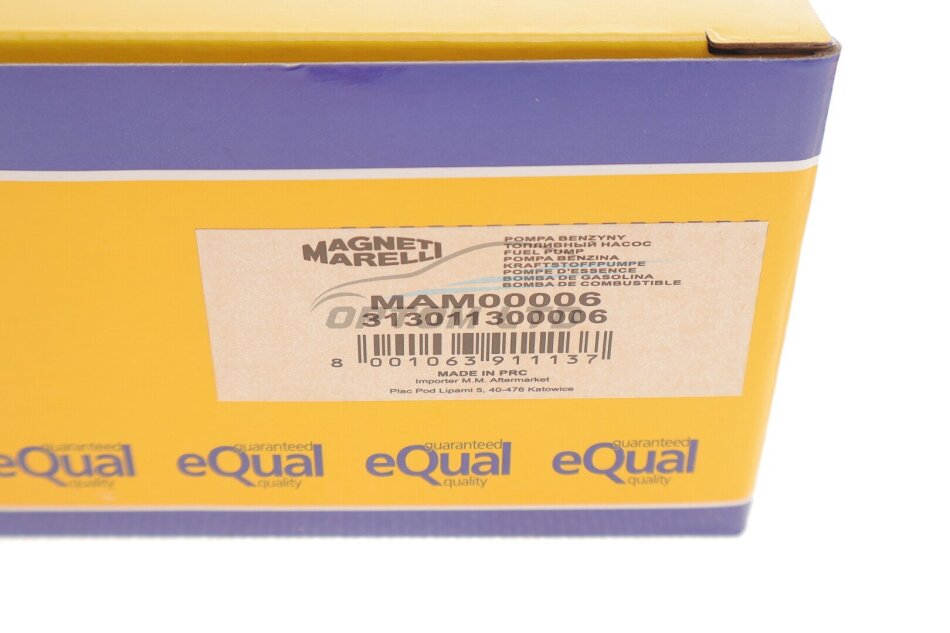 MAGNETI
MARELLI
POMPA BENZYNY
ТОПЛИВНЫЙ НАСОС
FUEL PUMP
POMPA BENZINA
KRAFTSTOFFPUMPE
POMPE D'ESSENCE
BOMBA DE GASOLINA
BOMBA DE COMBUSTIBLE
MAM00006
313011300006
OPTOM LTD
8 001063 911137
MADE IN PRC
Importer M.M. Aftermarket
Plac Pod Lipami 5, 40-476 Katowice
guaranteed
eQual
quality
guaranteed
eQual
quality
guaranteed
eQual
quality
guaranteed
eQual
quality